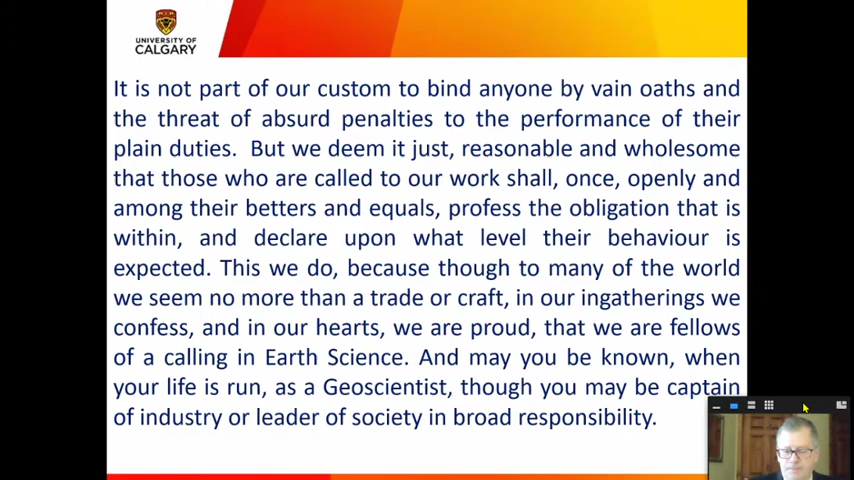 UNIVERSITY OF
CALGARY
It is not part of our custom to bind anyone by vain oaths and
the threat of absurd penalties to the performance of their
plain duties. But we deem it just, reasonable and wholesome
that those who are called to our work shall, once, openly and
among their betters and equals, profess the obligation that is
within, and declare upon what level their behaviour is
expected. This we do, because though to many of the world
we seem no more than a trade or craft, in our ingatherings we
confess, and in our hearts, we are proud, that we are fellows
of a calling in Earth Science. And may you be known, when
your life is run, as a Geoscientist, though you may be captain
of industry or leader of society in broad responsibility.